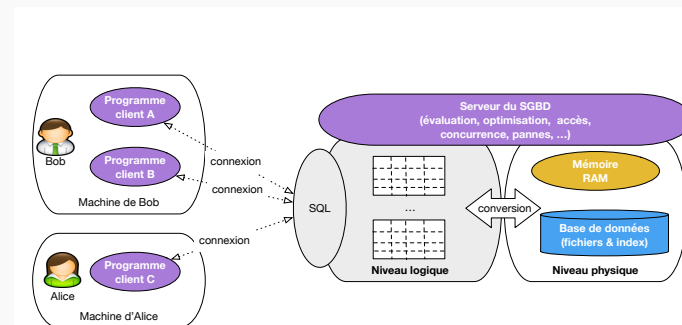 Programme
client A
Bob
Programme
client B
Machine de Bob
connexion
connexion
connexion
Programme
client C
Alice
Machine d'Alice
Serveur du SGBD
(évaluation, optimisation, accès,
concurrence, pannes, ...)
SQL
...
Niveau logique
conversion
Mémoire
RAM
Base de données
(fichiers & index)
Niveau physique